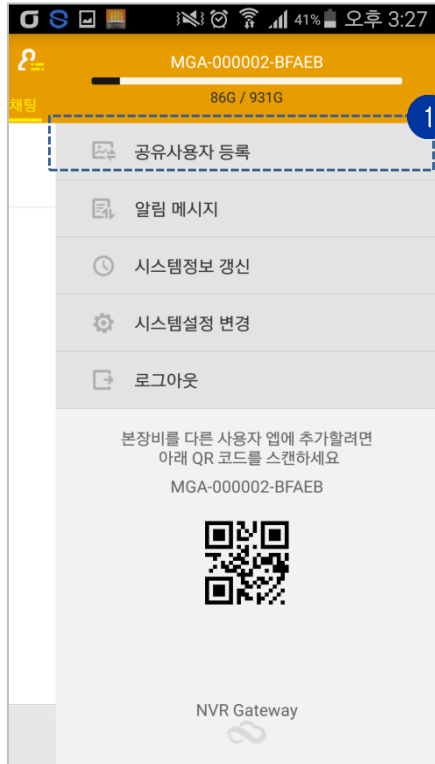 41% 오후 3:27
MGA-000002-BFAEB
86G / 931G
채팅
1
공유사용자 등록
알림 메시지
시스템정보 갱신
시스템설정 변경
로그아웃
본장비를 다른 사용자 엡에 추가할려면
아래 QR 코드를 스캔하세요
MGA-000002-BFAEB
NVR Gateway